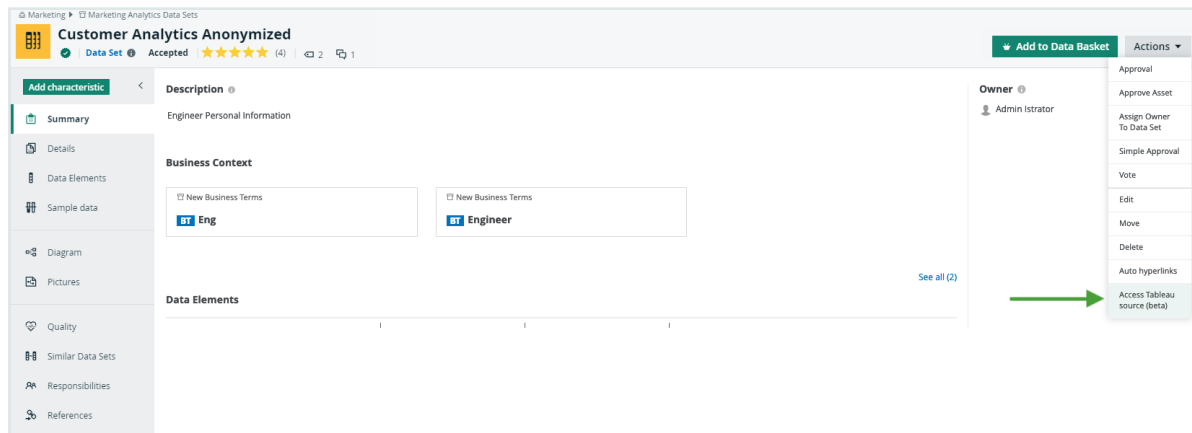 Marketing Marketing Analytics Data Sets
Customer Analytics Anonymized
Data Set Accepted (4) 2 1
Add to Data Basket
Actions
Add characteristic
Summary
Details
Data Elements
Sample data
Diagram
Pictures
Quality
Similar Data Sets
Responsibilities
References
Description
Engineer Personal Information
Business Context
New Business Terms
BT Eng
New Business Terms
BT Engineer
See all (2)
Data Elements
Owner
Admin Istrator
Approval
Approve Asset
Assign Owner
To Data Set
Simple Approval
Vote
Edit
Move
Delete
Auto hyperlinks
Access Tableau
source (beta)